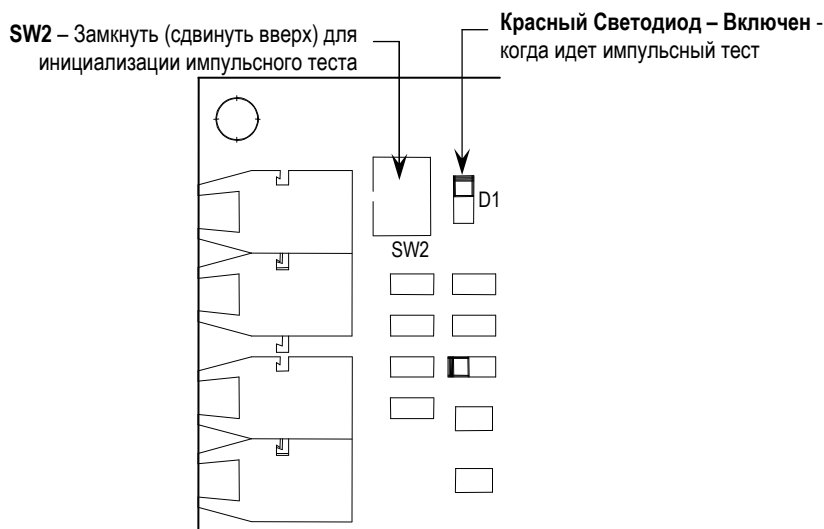 SW2 – Замкнуть (сдвинуть вверх) для
инициализации импульсного теста
Красный Светодиод – Включен -
когда идет импульсный тест
D1
SW2